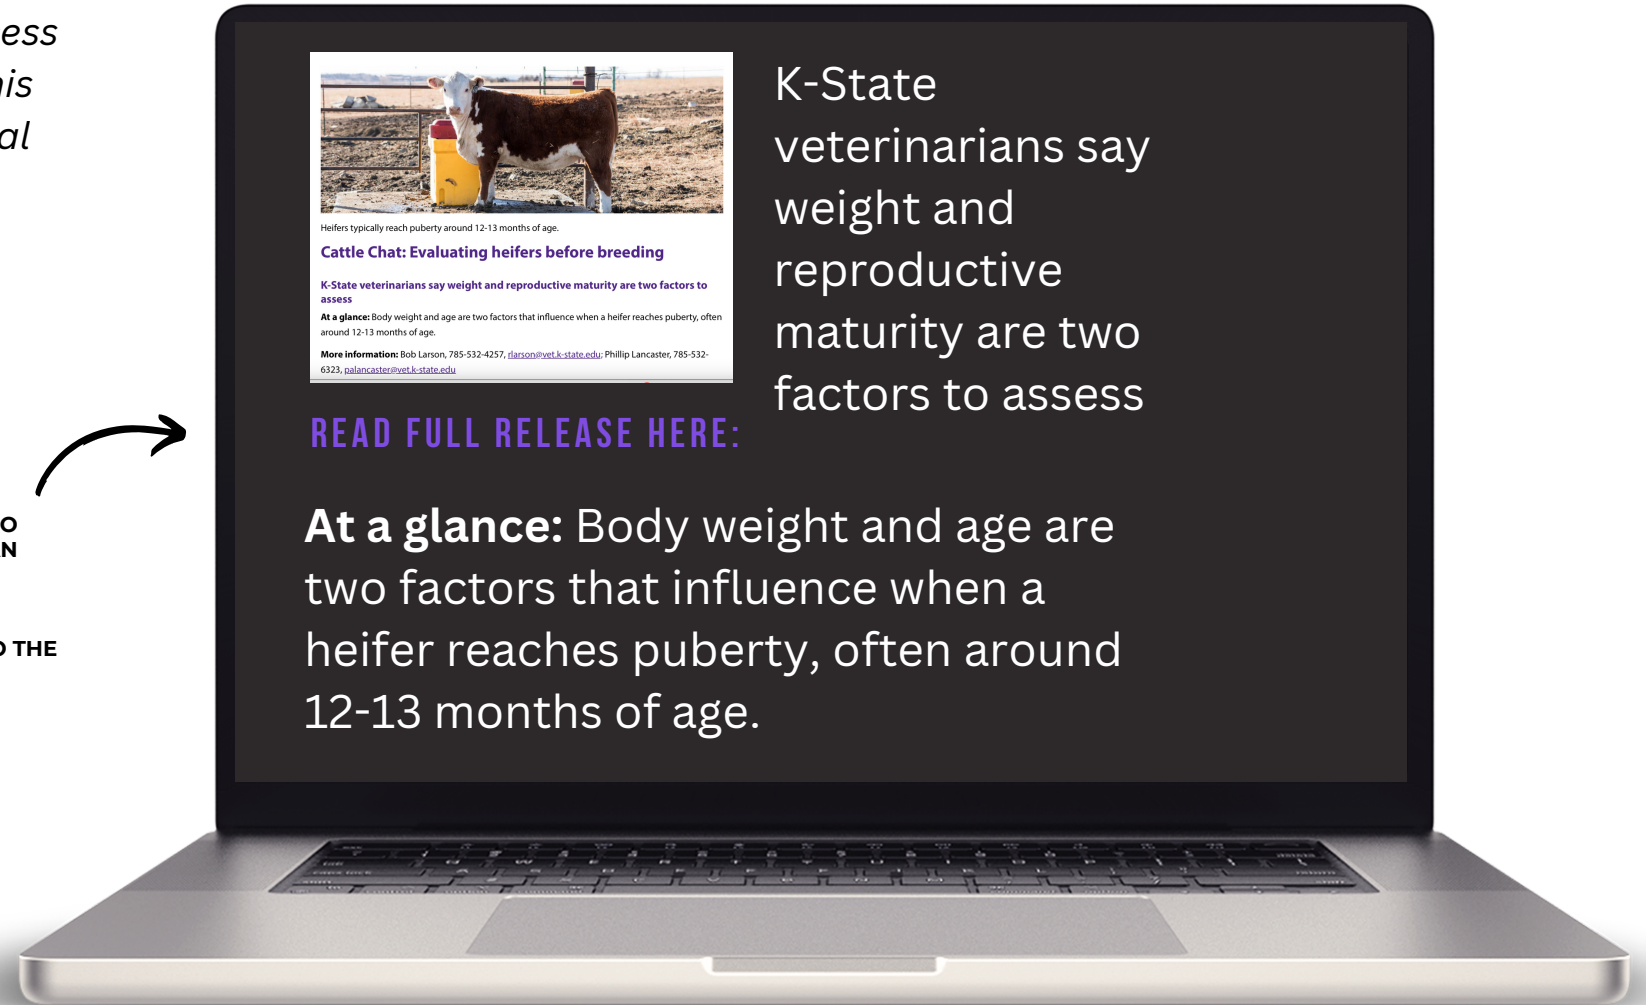 ess
his
al
O
AN
O THE
Heifers typically reach puberty around 12-13 months of age.
Cattle Chat: Evaluating heifers before breeding
K-State veterinarians say weight and reproductive maturity are two factors to
assess
At a glance: Body weight and age are two factors that influence when a heifer reaches puberty, often
around 12-13 months of age.
More information: Bob Larson, 785-532-4257, rlarson@vet.k-state.edu; Phillip Lancaster, 785-532-
6323, palancaster@vet.k-state.edu
K-State
veterinarians say
weight and
reproductive
maturity are two
factors to assess
READ FULL RELEASE HERE:
At a glance: Body weight and age are
two factors that influence when a
heifer reaches puberty, often around
12-13 months of age.